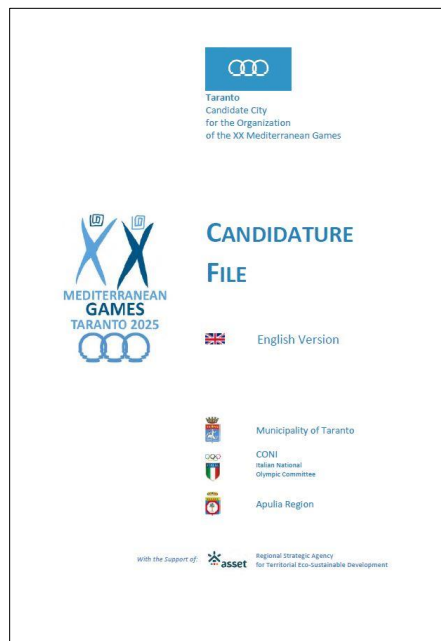 Taranto
Candidate City
for the Organization
of the XX Mediterranean Games
CANDIDATURE
FILE
MEDITERRANEAN
GAMES
TARANTO 2025
English Version
Municipality of Taranto
CONI
Italian National
Olympic Committee
Apulia Region
With the Support of:
asset
Regional Strategic Agency
for Territorial Eco-Sustainable Development